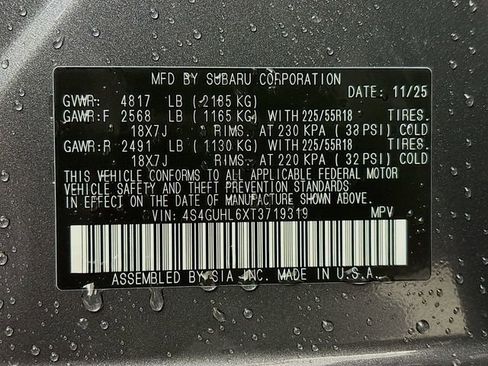 MFD BY SUBARU CORPORATION
DATE: 11/25
GVWR: 4817 LB (2185 KG)
GAWR:F 2568 LB (1165 KG) WITH 225/55R18 TIRES.
18X7J RIMS. AT 230 KPA (33 PSI) COLD
GAWR:R 2491 LB (1130 KG) WITH 225/55R18 TIRES.
18X7J RIMS. AT 220 KPA (32 PSI) COLD
THIS VEHICLE CONFORMS TO ALL APPLICABLE FEDERAL MOTOR
VEHICLE SAFETY AND THEFT PREVENTION STANDARDS
IN EFFECT ON THE DATE OF MANUFACTURE SHOWN ABOVE.
VIN: 4S4GUHL6XT3719319 MPV
ASSEMBLED BY SIA INC. MADE IN U.S.A.